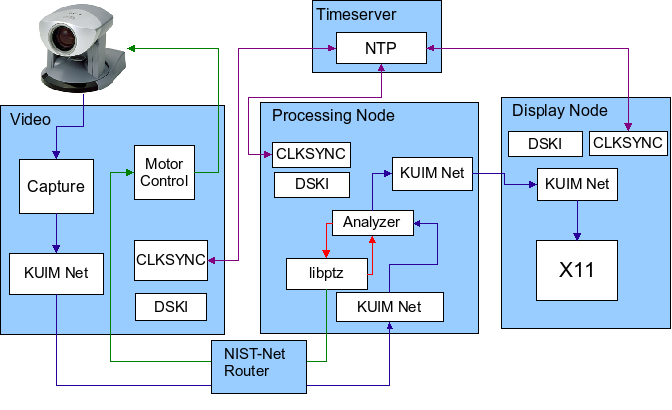 Timeserver
NTP
Video
Capture
Motor
Control
KUIM Net
CLKSYNC
DSKI
Processing Node
CLKSYNC
DSKI
KUIM Net
Analyzer
libptz
KUIM Net
Display Node
DSKI
CLKSYNC
KUIM Net
X11
NIST-Net
Router